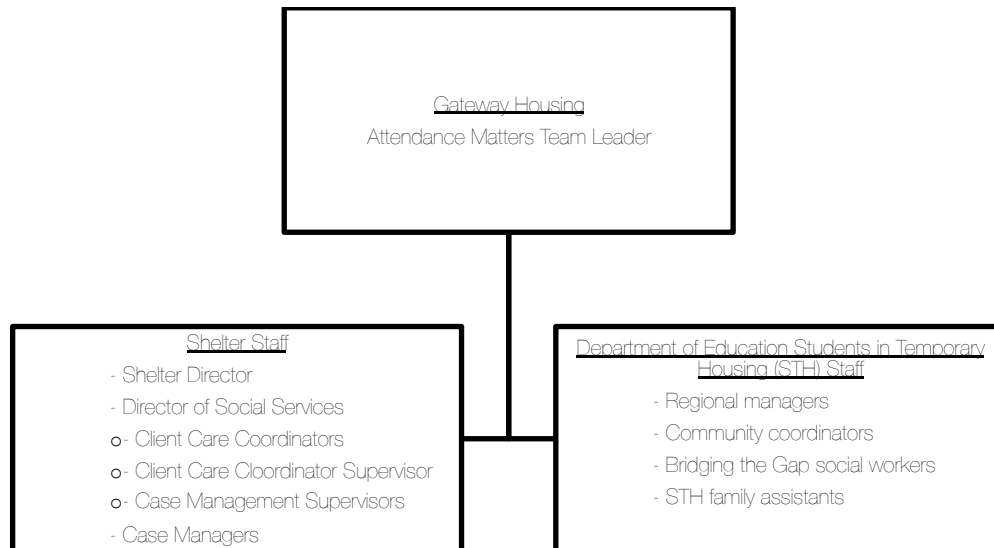 Gateway Housing
Attendance Matters Team Leader
Shelter Staff
- Shelter Director
- Director of Social Services
o- Client Care Coordinators
o- Client Care Cloordinator Supervisor
o- Case Management Supervisors
- Case Managers
Department of Education Students in Temporary
Housing (STH) Staff
- Regional managers
- Community coordinators
- Bridging the Gap social workers
- STH family assistants